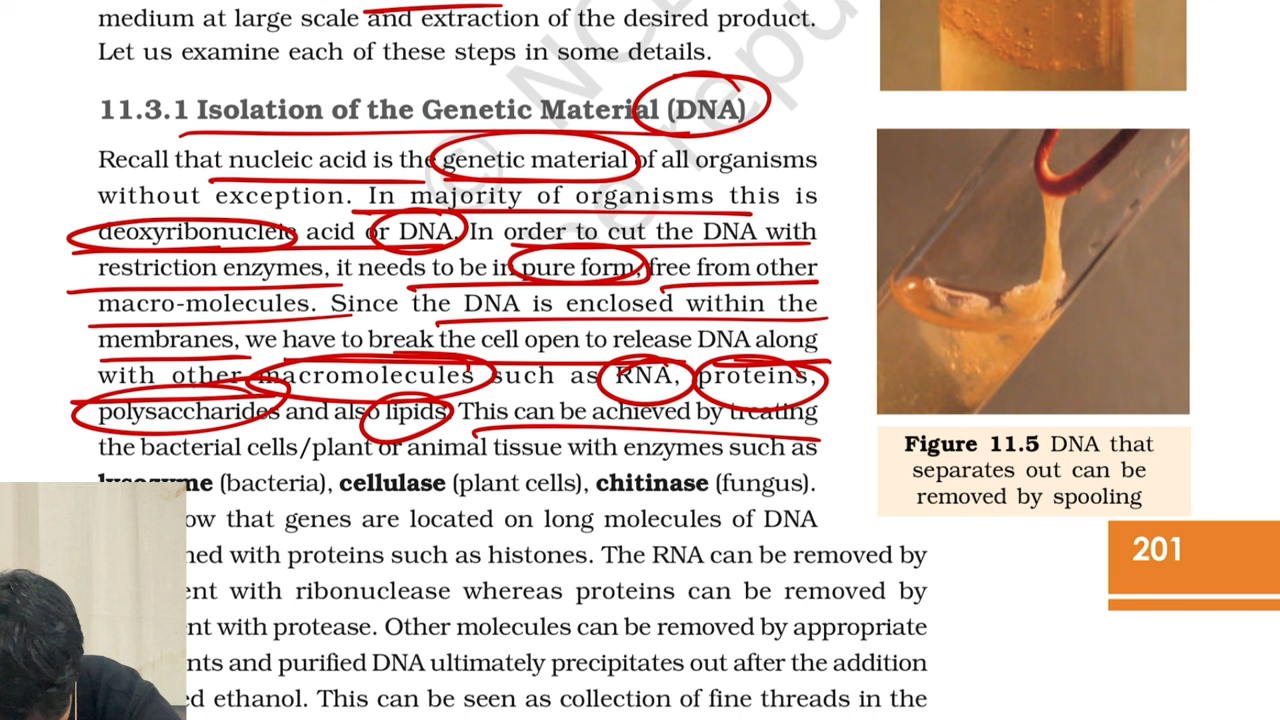 medium at large scale and extraction of the desired product.
Let us examine each of these steps in some details.
11.3.1 Isolation of the Genetic Material (DNA)
Recall that nucleic acid is the genetic material of all organisms
without exception. In majority of organisms this is
deoxyribonucleic acid or DNA. In order to cut the DNA with
restriction enzymes, it needs to be in pure form, free from other
macro-molecules. Since the DNA is enclosed within the
membranes, we have to break the cell open to release DNA along
with other macromolecules such as RNA, proteins,
polysaccharides and also lipids. This can be achieved by treating
the bacterial cells/plant or animal tissue with enzymes such as
lysozyme (bacteria), cellulase (plant cells), chitinase (fungus).
that genes are located on long molecules of DNA
with proteins such as histones. The RNA can be removed by
with ribonuclease whereas proteins can be removed by
with protease. Other molecules can be removed by appropriate
and purified DNA ultimately precipitates out after the addition
ethanol. This can be seen as collection of fine threads in the
Figure 11.5 DNA that
separates out can be
removed by spooling
201